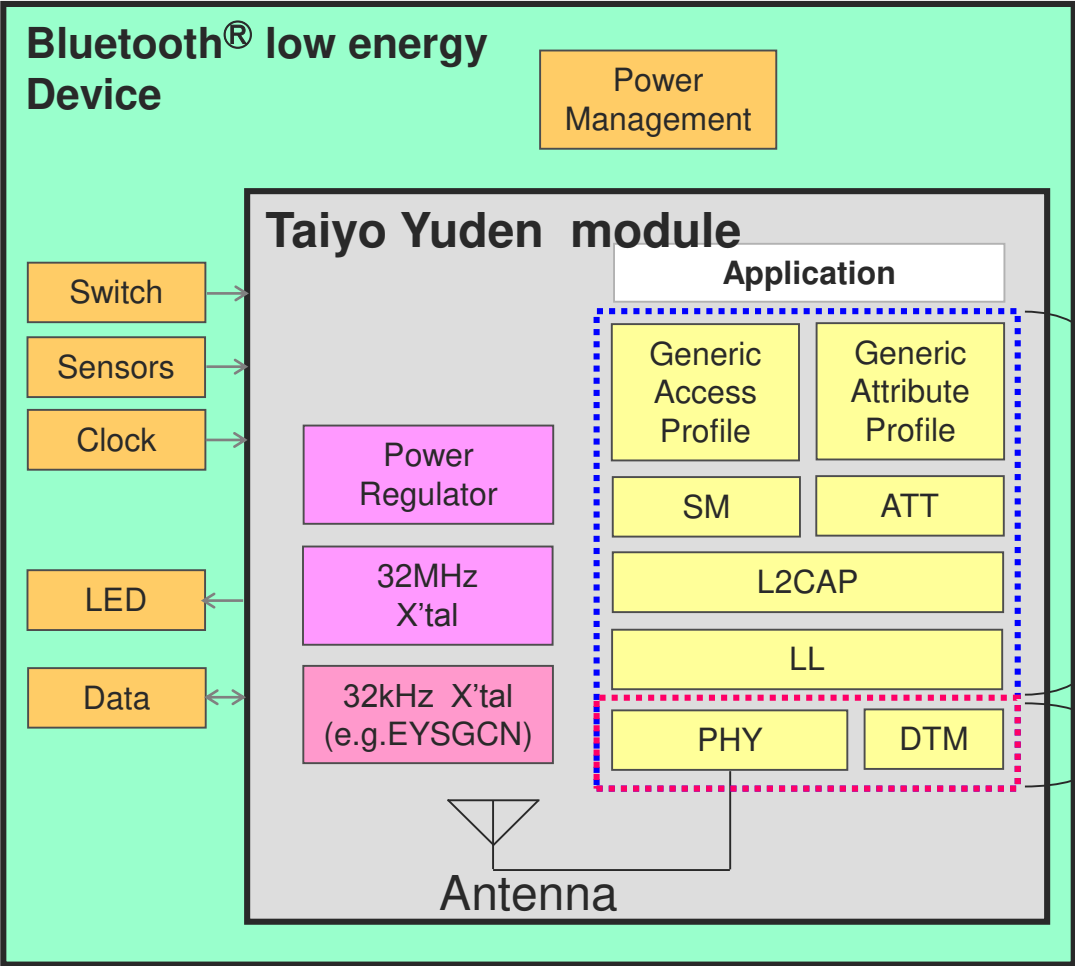 Bluetooth® low energy
Device
Power
Management
Taiyo Yuden module
Application
Switch
Sensors
Clock
LED
Data
Power
Regulator
32MHz
X'tal
32kHz X'tal
(e.g.EYSGCN)
Generic
Access
Profile
Generic
Attribute
Profile
SM
ATT
L2CAP
LL
PHY
DTM
Antenna